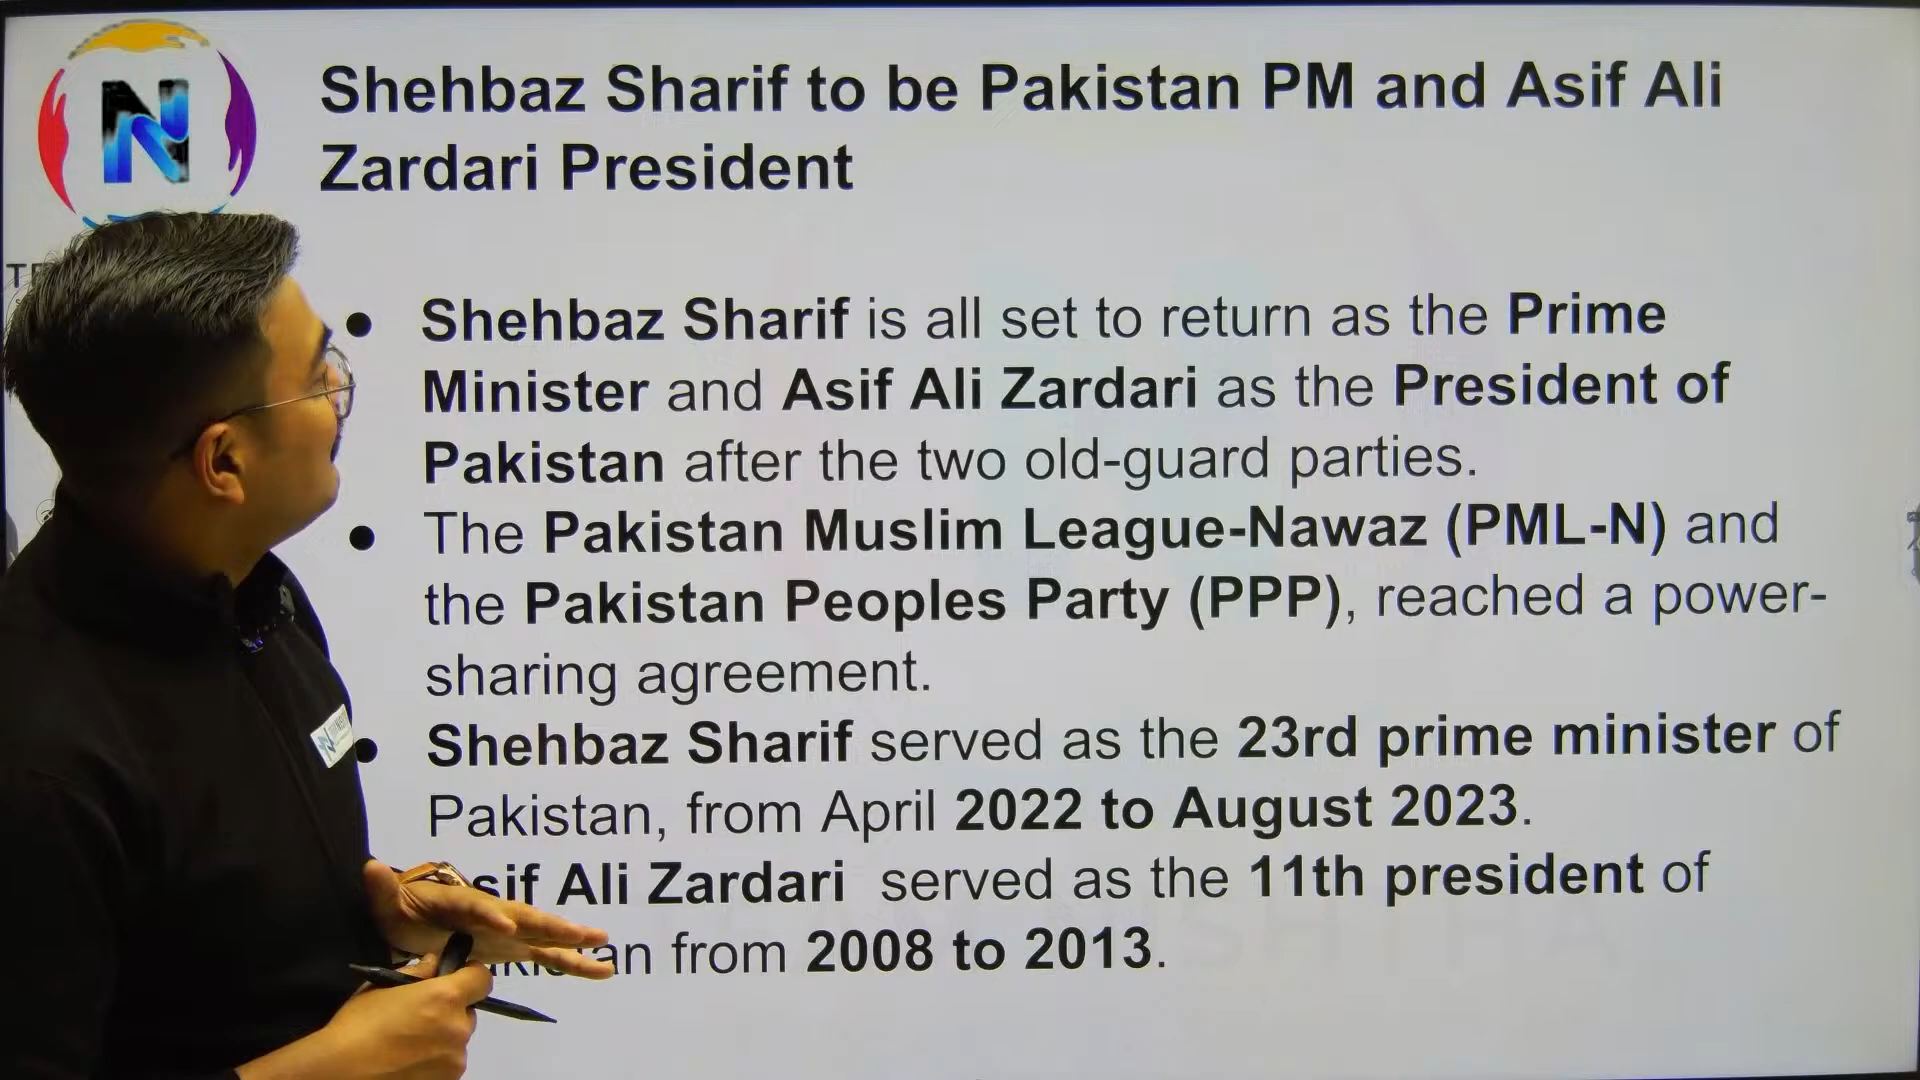 Shehbaz Sharif to be Pakistan PM and Asif Ali
Zardari President
● Shehbaz Sharif is all set to return as the Prime
Minister and Asif Ali Zardari as the President of
Pakistan after the two old-guard parties.
● The Pakistan Muslim League-Nawaz (PML-N) and
the Pakistan Peoples Party (PPP), reached a power-
sharing agreement.
● Shehbaz Sharif served as the 23rd prime minister of
Pakistan, from April 2022 to August 2023.
Ali Zardari served as the 11th president of
from 2008 to 2013.